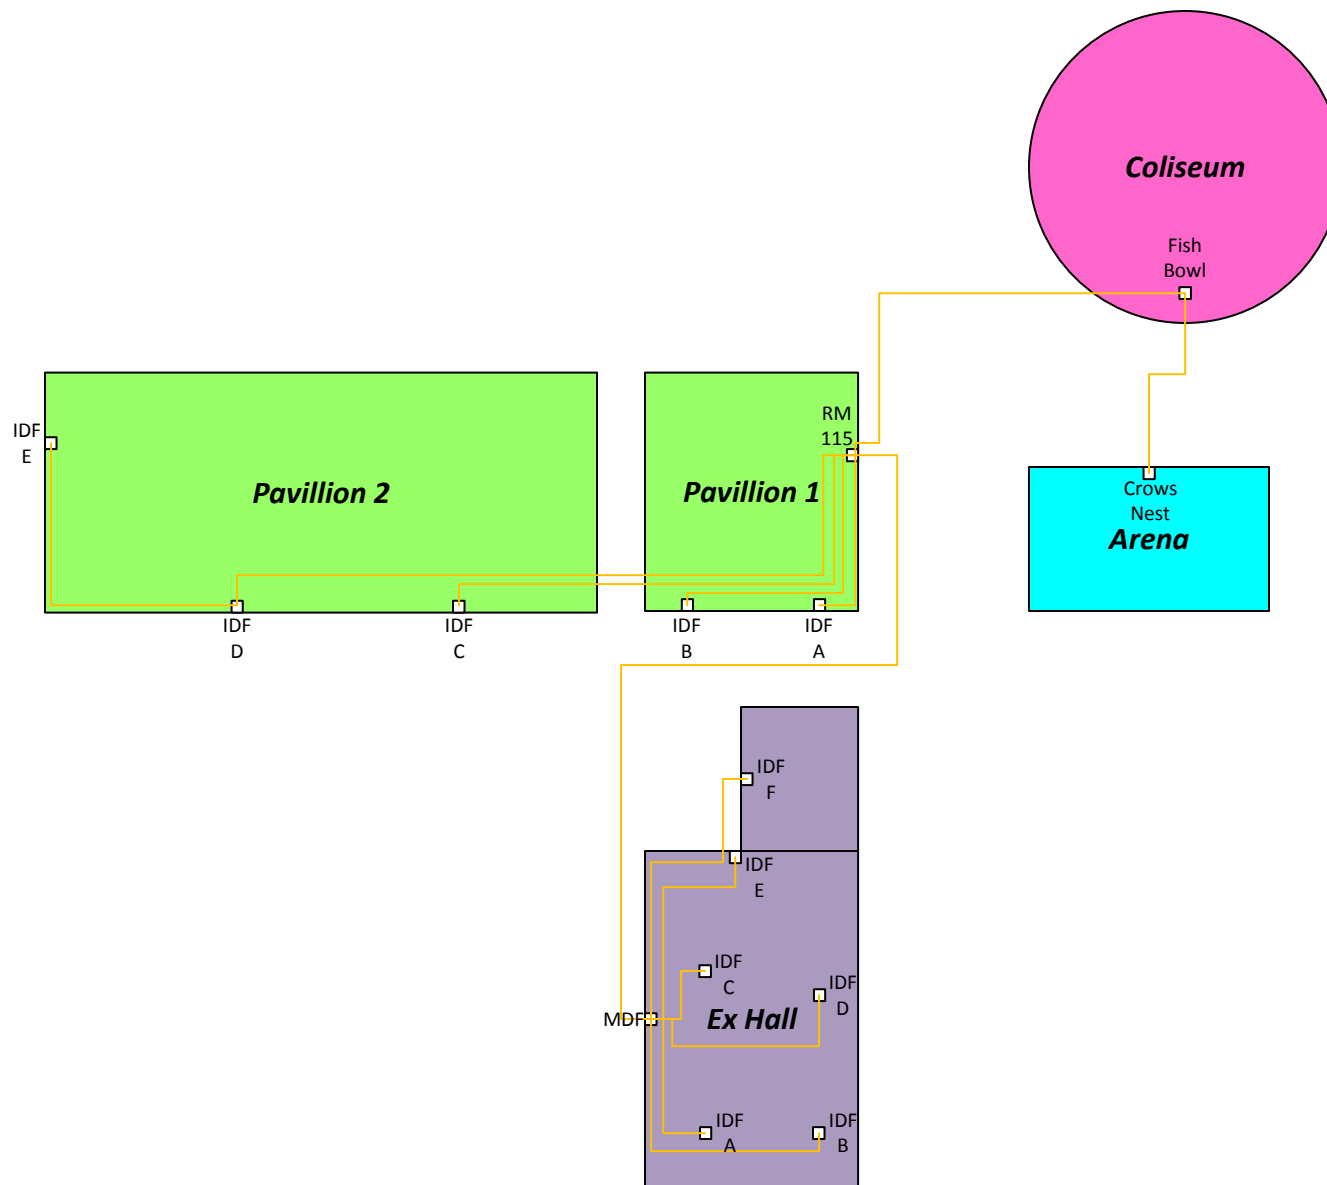 Coliseum
Fish
Bowl
RM
115
IDF
E
Pavillion 2
Pavillion 1
Crows
Nest
Arena
IDF
D
IDF
C
IDF
B
IDF
A
IDF
F
IDF
E
IDF
C
IDF
D
MDF
Ex Hall
IDF
A
IDF
B